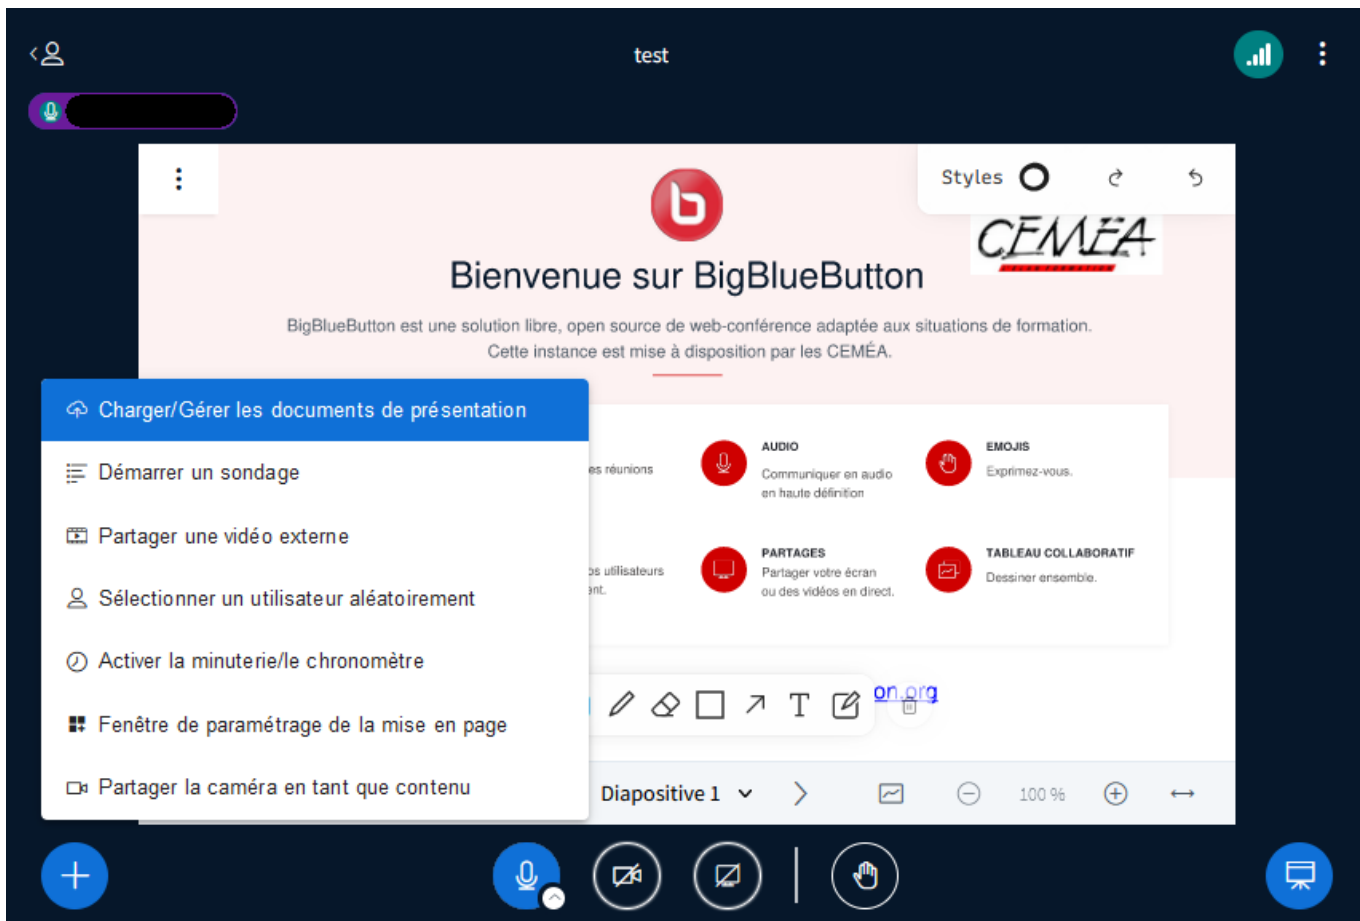 test
Styles
CEMÉA
Bienvenue sur BigBlueButton
BigBlueButton est une solution libre, open source de web-conférence adaptée aux situations de formation.
Cette instance est mise à disposition par les CEMÉA.
Charger/Gérer les documents de présentation
Démarrer un sondage
Partager une vidéo externe
Sélectionner un utilisateur aléatoirement
Activer la minuterie/le chronomètre
Fenêtre de paramétrage de la mise en page
Partager la caméra en tant que contenu
réunions
AUDIO
Communiquer en audio
en haute définition
EMOJIS
Exprimez-vous.
utilisateurs
PARTAGES
Partager votre écran
ou des vidéos en direct.
TABLEAU COLLABORATIF
Dessiner ensemble.
T
on.org
Diapositive 1
100 %